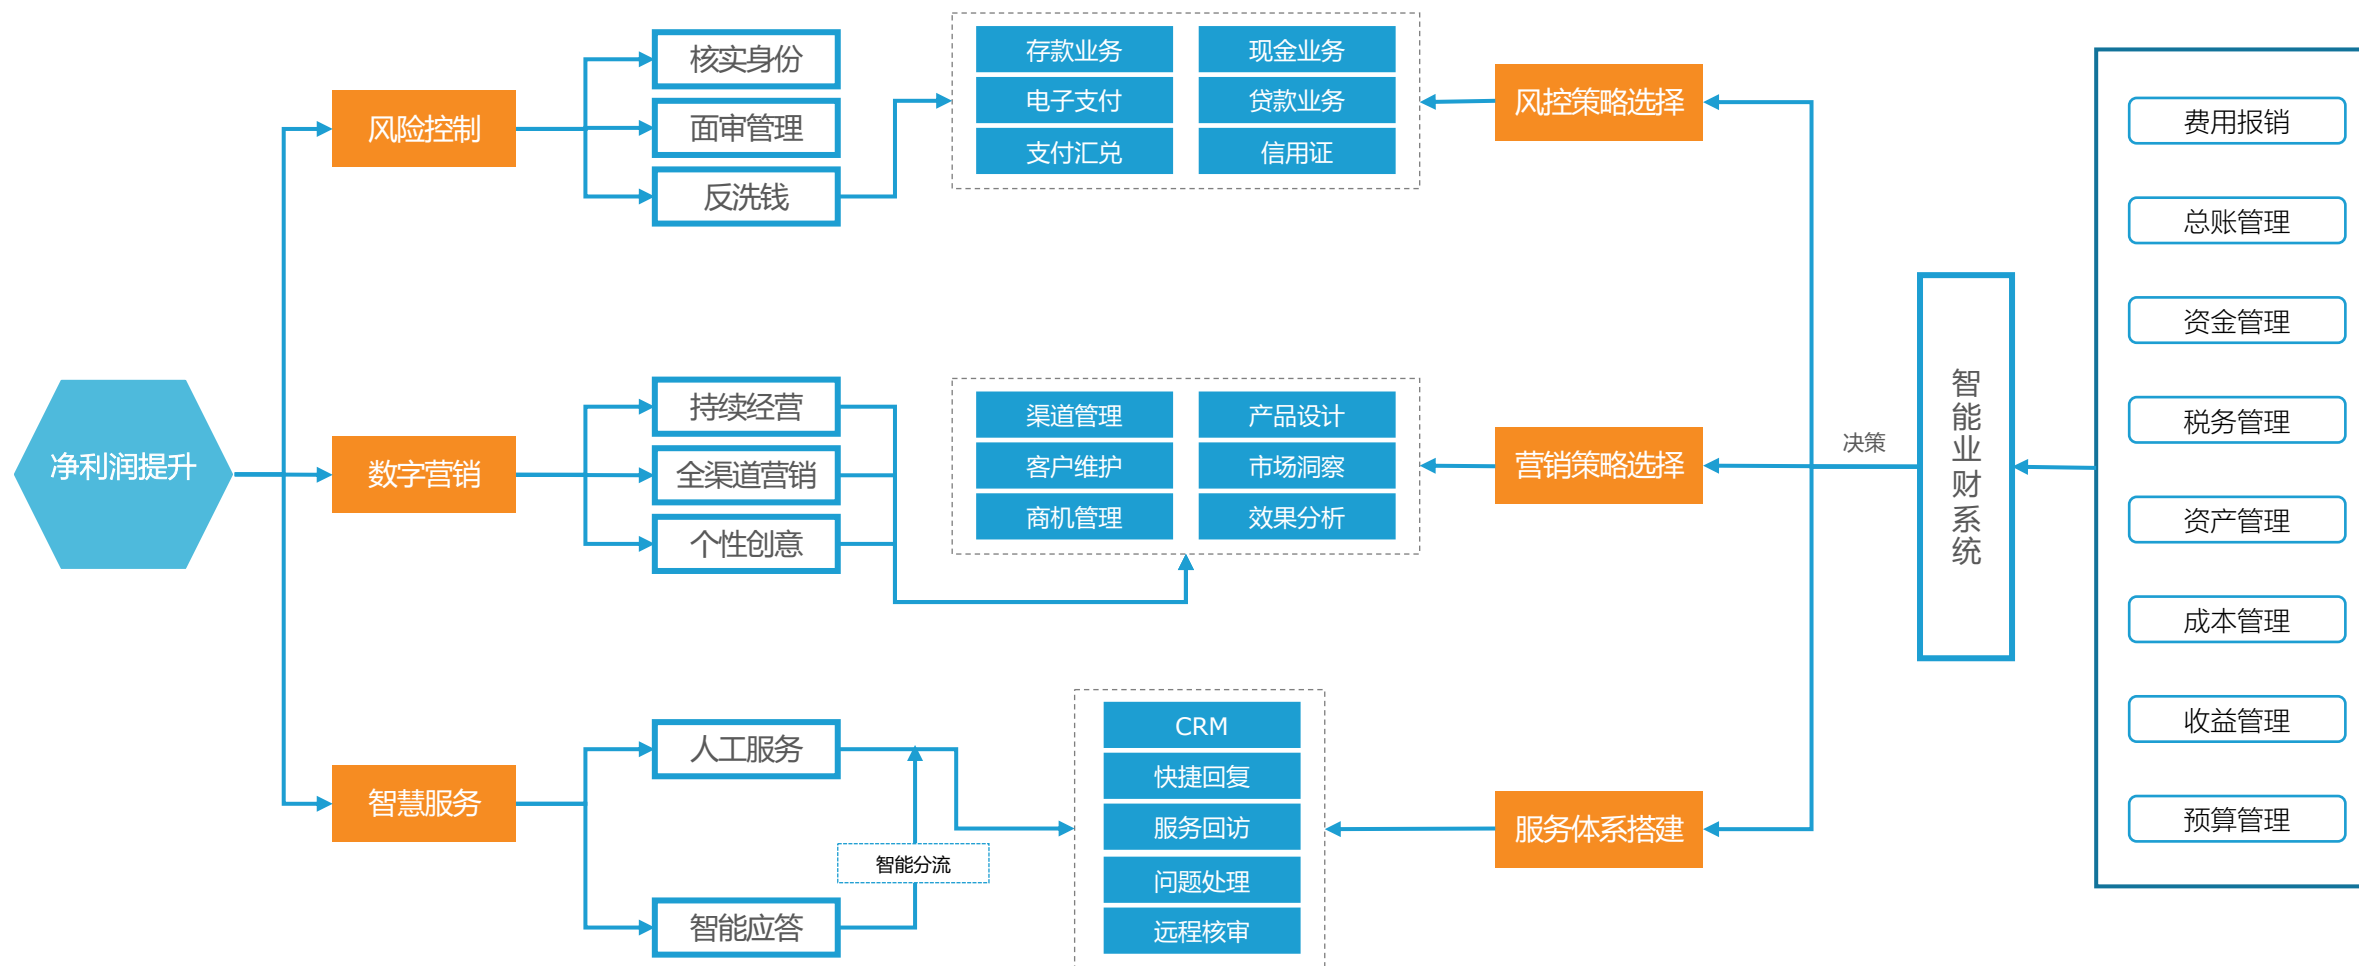 净利润提升
风险控制
核实身份
面审管理
反洗钱
存款业务
现金业务
电子支付
贷款业务
支付汇兑
信用证
风控策略选择
数字营销
持续经营
全渠道营销
个性创意
渠道管理
产品设计
客户维护
市场洞察
商机管理
效果分析
营销策略选择
智慧服务
人工服务
智能分流
智能应答
CRM
快捷回复
服务回访
问题处理
远程核审
服务体系搭建
决策
智能业财系统
费用报销
总账管理
资金管理
税务管理
资产管理
成本管理
收益管理
预算管理